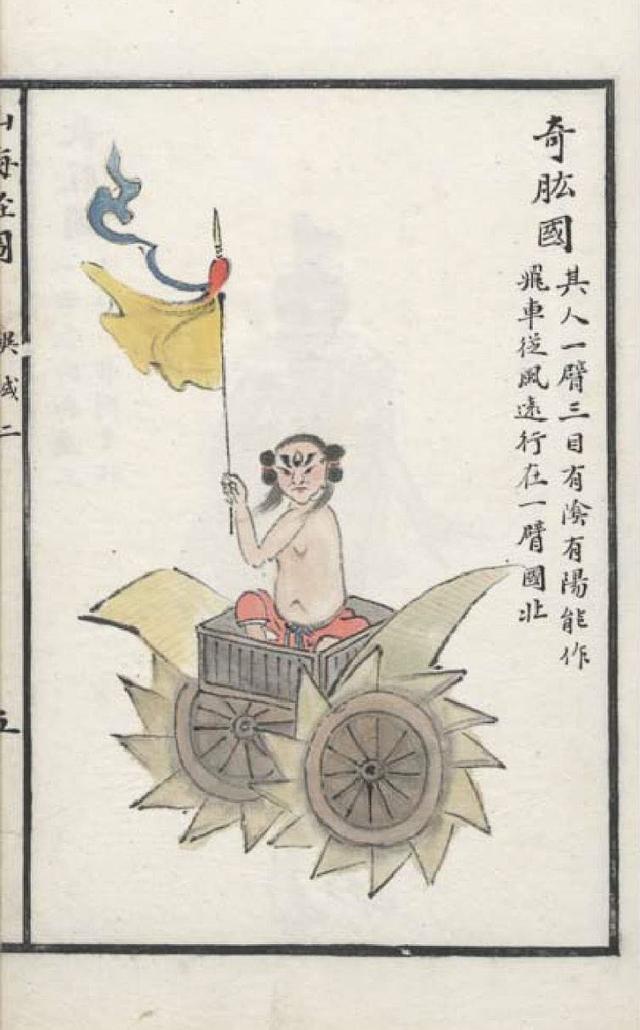 奇肱國
其人一臂三目有陰有陽能作
飛車從風遠行在一臂國北
山海經圖 異域二
五